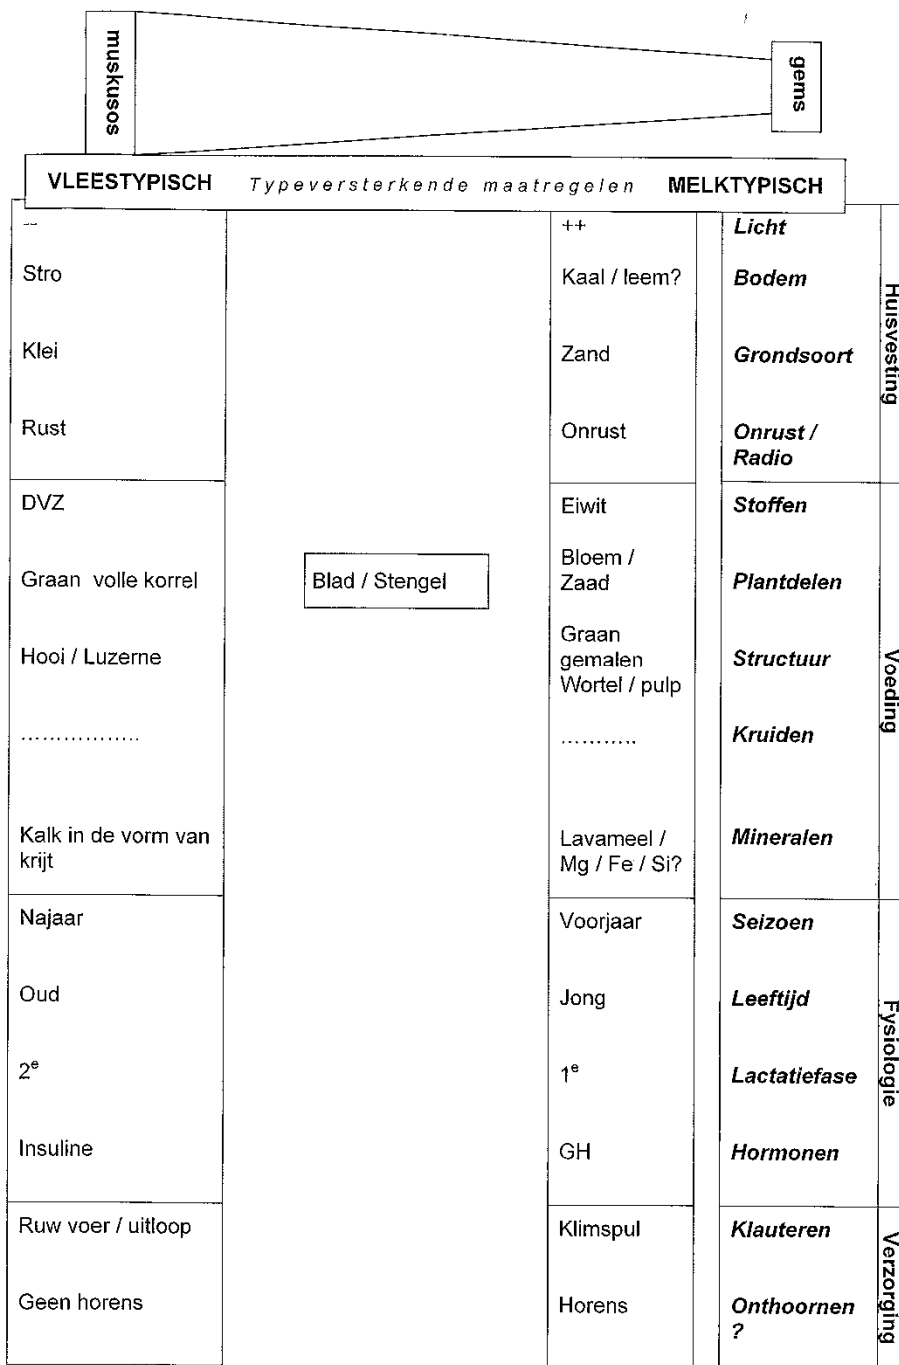 muskusos
gems
VLEESTYPISCH Typeversterkende maatregelen MELKTYPISCH
-- ++ Licht
Huisvesting
Stro Kaal / leem? Bodem
Klei Zand Grondsoort
Rust Onrust Onrust /
Radio
DVZ Eiwit Stoffen
Voeding
Graan volle korrel Blad / Stengel Bloem /
Zaad Plantdelen
Hooi / Luzerne Graan
gemalen
Wortel / pulp Structuur
................. ........... Kruiden
Kalk in de vorm van
krijt Lavameel /
Mg / Fe / Si? Mineralen
Najaar Voorjaar Seizoen
Fysiologie
Oud Jong Leeftijd
2e 1e Lactatiefase
Insuline GH Hormonen
Ruw voer / uitloop Klimspul Klauteren
Verzorging
Geen horens Horens Onthoornen
?